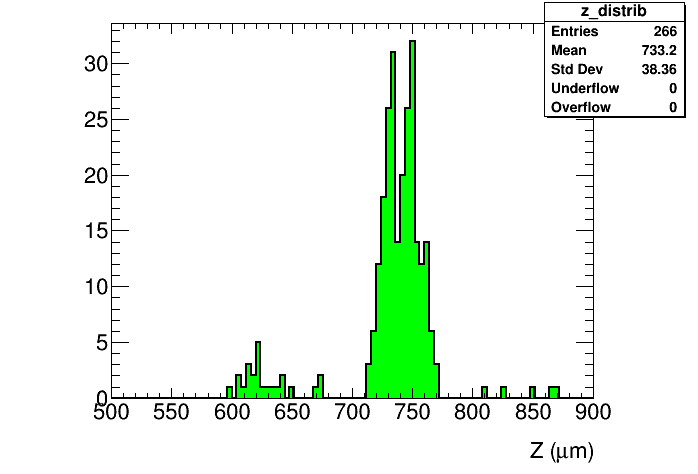 z_distrib
Entries 266
Mean 733.2
Std Dev 38.36
Underflow 0
Overflow 0
30
25
20
15
10
5
0
500 550 600 650 700 750 800 850 900
Z (μm)